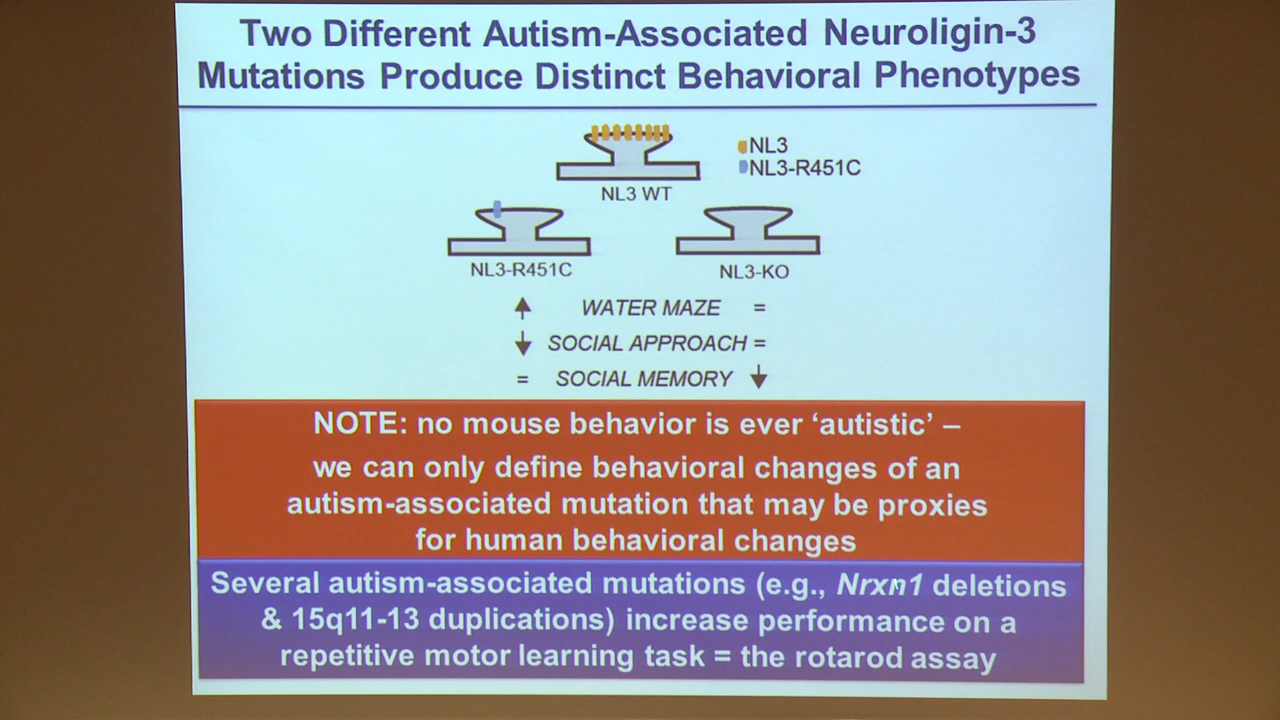 Two Different Autism-Associated Neuroligin-3
Mutations Produce Distinct Behavioral Phenotypes
NL3
NL3-R451C
NL3 WT
NL3-R451C
NL3-KO
WATER MAZE =
SOCIAL APPROACH =
= SOCIAL MEMORY
NOTE: no mouse behavior is ever ‘autistic’ –
we can only define behavioral changes of an
autism-associated mutation that may be proxies
for human behavioral changes
Several autism-associated mutations (e.g., Nrxn1 deletions
& 15q11-13 duplications) increase performance on a
repetitive motor learning task = the rotarod assay